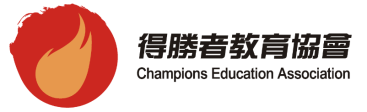 得勝者教育協會
Champions Education Association